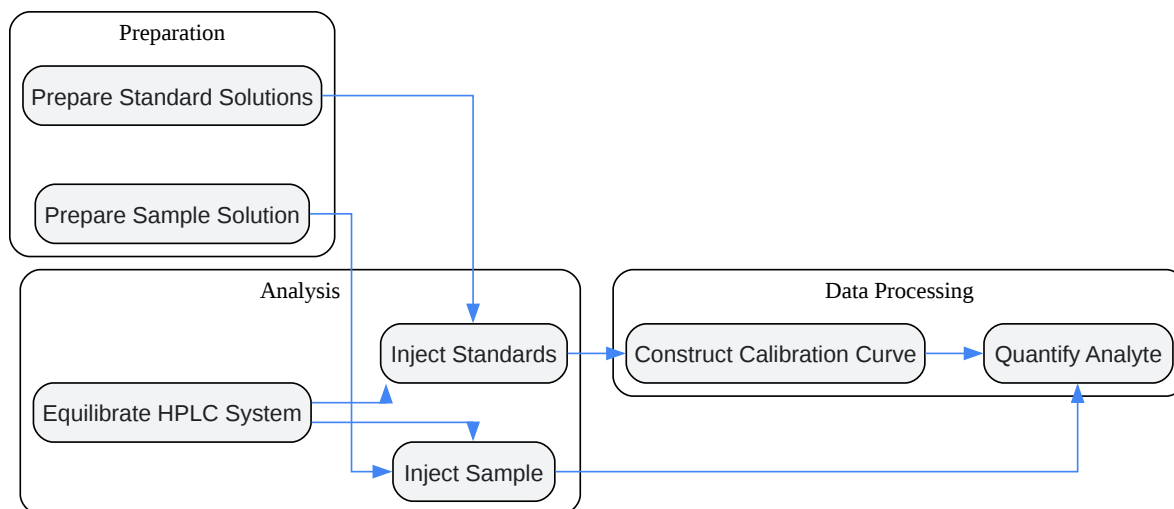 Preparation
Prepare Standard Solutions
Prepare Sample Solution
Analysis
Inject Standards
Equilibrate HPLC System
Inject Sample
Data Processing
Construct Calibration Curve
Quantify Analyte